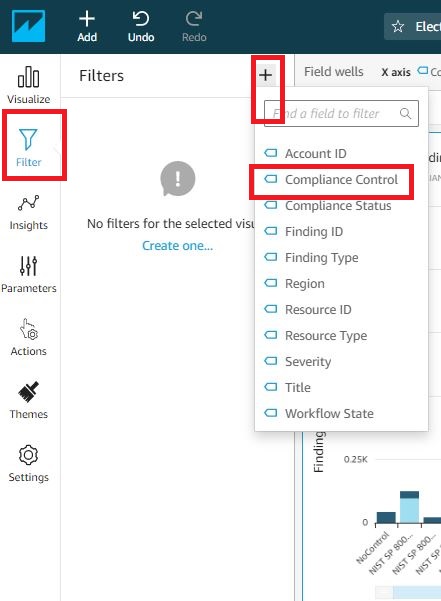 Add
Undo
Redo
Elect
Visualize
Filter
Insights
Parameters
Actions
Themes
Settings
Filters
+
No filters for the selected visu
Create one...
Field wells
X axis
Co
Find a field to filter
Account ID
Compliance Control
Compliance Status
Finding ID
Finding Type
Region
Resource ID
Resource Type
Severity
Title
Workflow State
Finding
0.25K
0
NoControl
NIST SP 800...
NIST SP 800...